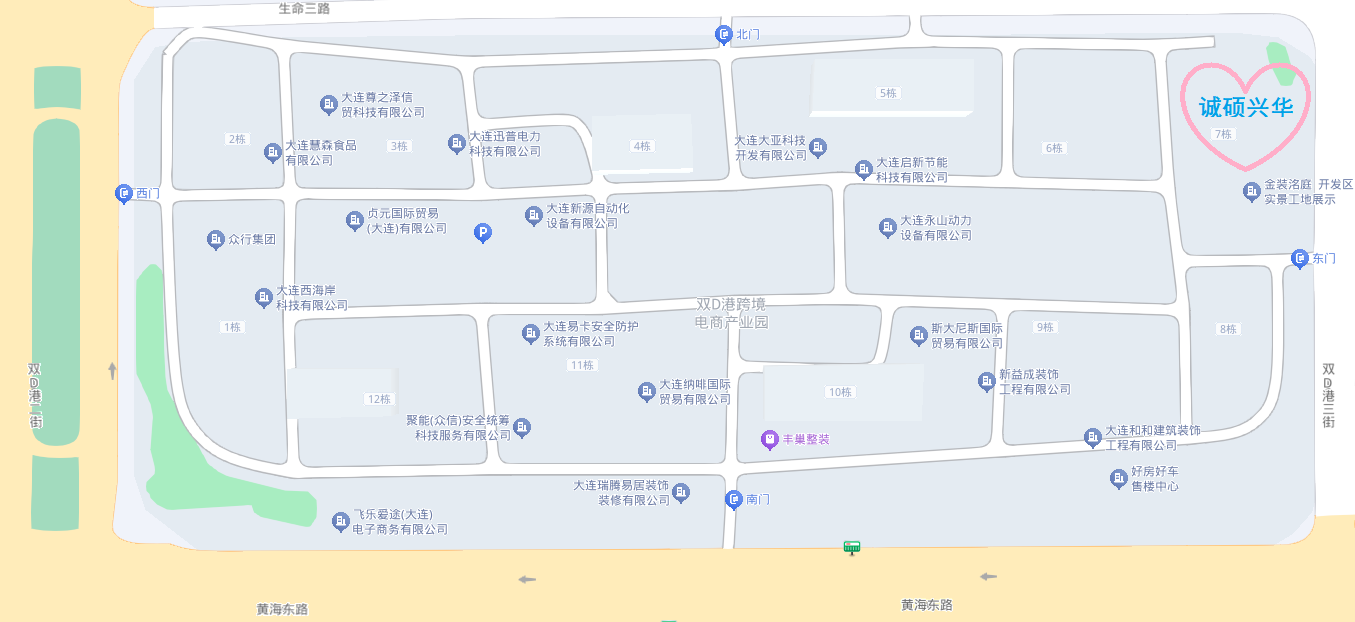 生命三路
北门
大连尊之泽信
贸科技有限公司
5栋
诚硕兴华
2栋
大连慧森食品
有限公司
3栋
大连迅普电力
科技有限公司
4栋
大连大亚科技
开发有限公司
6栋
7栋
大连启新节能
科技有限公司
西门
金装洺庭 开发区
实景工地展示
贞元国际贸易
(大连)有限公司
P
大连新源自动化
设备有限公司
大连永山动力
设备有限公司
众行集团
东门
大连西海岸
科技有限公司
双D港跨境
电商产业园
1栋
大连易卡安全防护
系统有限公司
斯大尼斯国际
贸易有限公司
9栋
8栋
11栋
双D港二街
双D港三街
大连纳啡国际
贸易有限公司
新益成装饰
工程有限公司
12栋
10栋
聚能(众信)安全统筹
科技服务有限公司
丰巢整装
大连和和建筑装饰
工程有限公司
好房好车
售楼中心
大连瑞腾易居装饰
装修有限公司
南门
飞乐爱途(大连)
电子商务有限公司
黄海东路
黄海东路